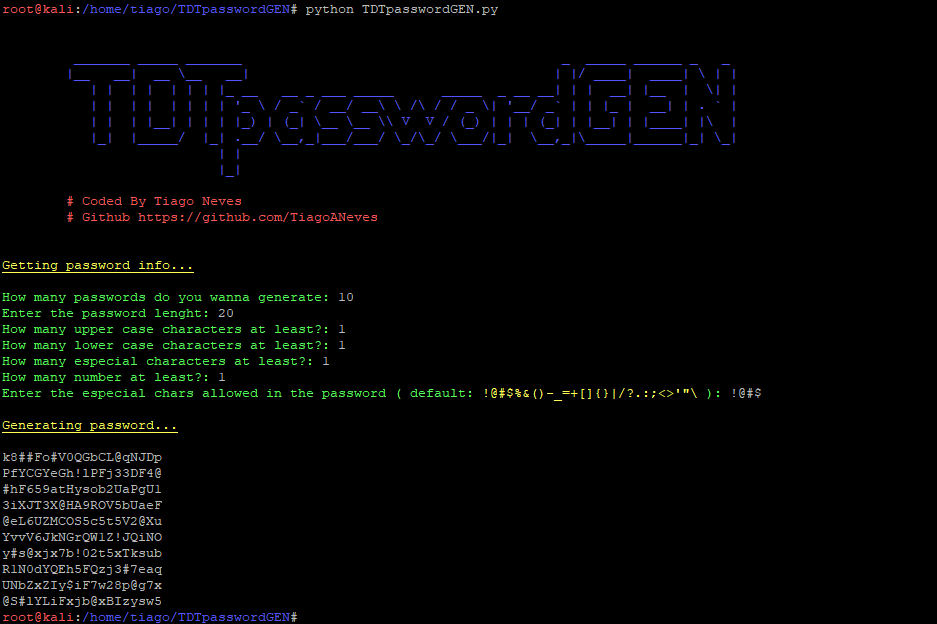 root@kali:/home/tiago/TDTpasswordGEN# python TDTpasswordGEN.py
TDTpasswordGEN
# Coded By Tiago Neves
# Github https://github.com/TiagoANeves
Getting password info...
How many passwords do you wanna generate: 10
Enter the password lenght: 20
How many upper case characters at least?: 1
How many lower case characters at least?: 1
How many especial characters at least?: 1
How many number at least?: 1
Enter the especial chars allowed in the password ( default: !@#$%&()-_=+[]{}|/?.:;<>'"\ ): !@#$
Generating password...
k8##Fo#V0QGbCL@qNJDp
PfYCGYeGh!lPFj33DF4@
#hF659atHysob2UaPgU1
3iXJT3X@HA9ROV5bUaeF
@eL6UZMCOS5c5t5V2@Xu
YvvV6JkNGrQW1Z!JQiNO
y#s@xjx7b!02t5xTksub
R1N0dYQEh5FQzj3#7eaq
UNbZxZIy$iF7w28p@g7x
@S#lYLiFxjb@xBIzysw5
root@kali:/home/tiago/TDTpasswordGEN#